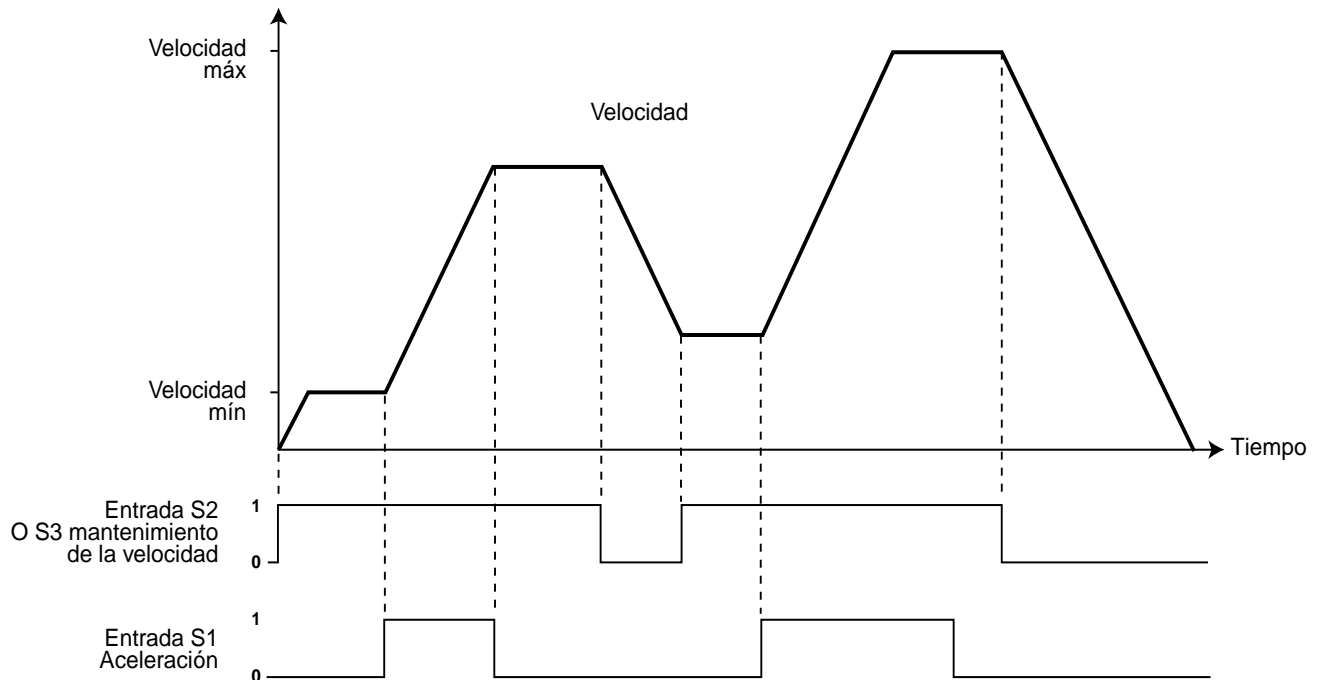 Velocidad
máx
Velocidad
Velocidad
mín
Tiempo
Entrada S2
O S3 mantenimiento
de la velocidad
1
0
Entrada S1
Aceleración
1
0